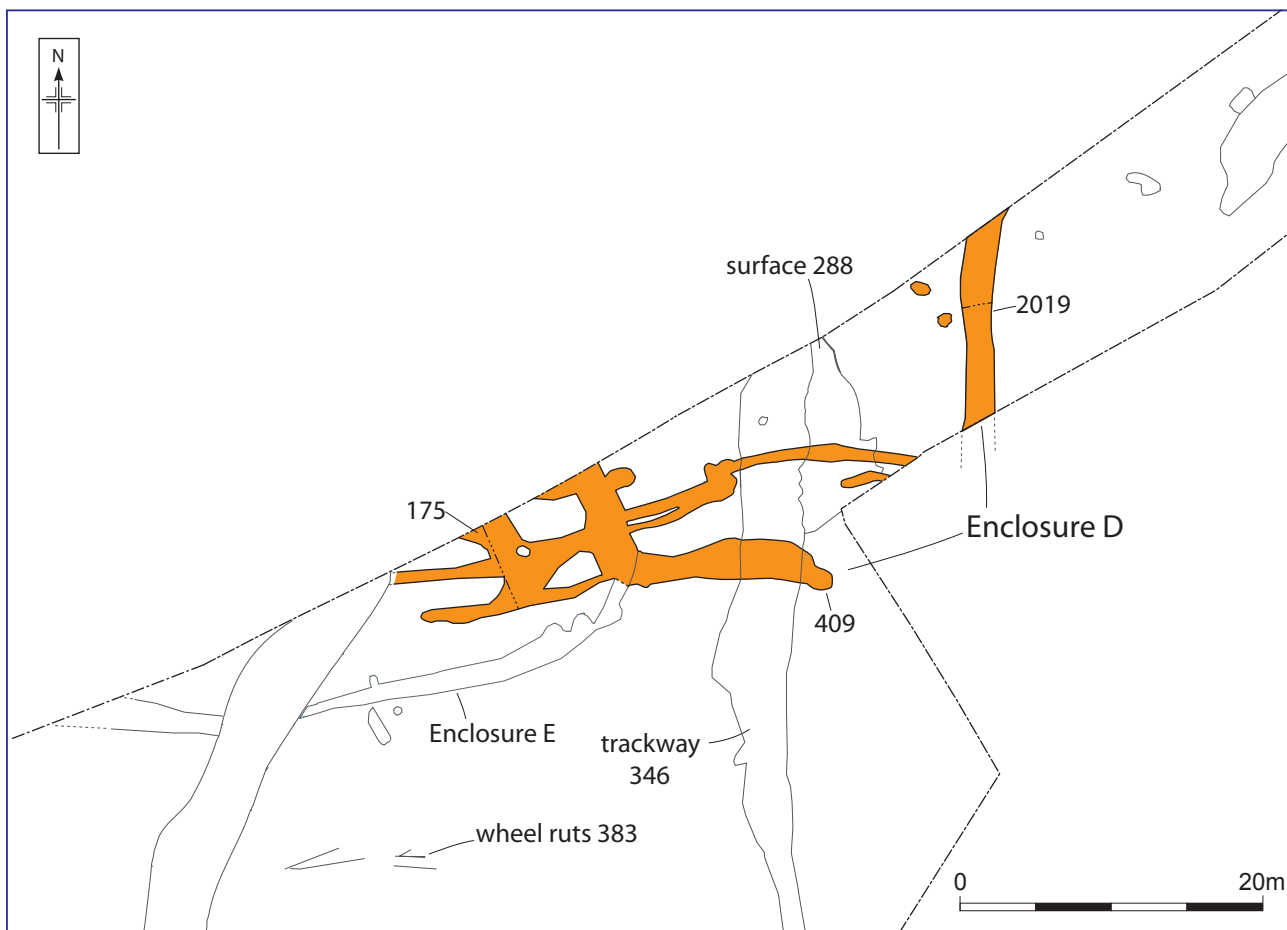 N
surface 288
2019
175
Enclosure D
409
Enclosure E
trackway
346
wheel ruts 383
0
20m